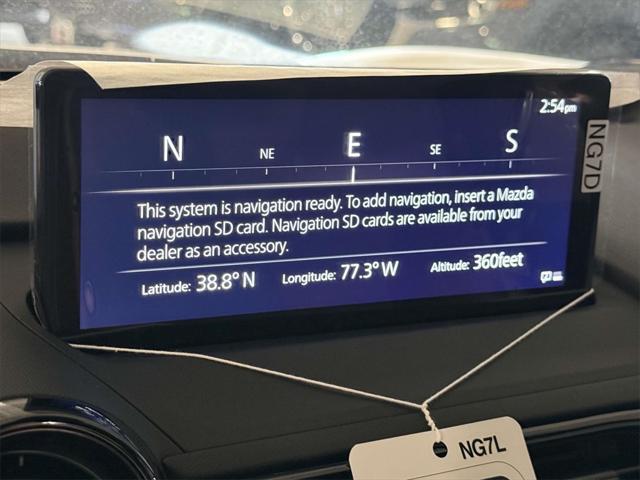 2:54pm
N NE E SE S
This system is navigation ready. To add navigation, insert a Mazda
navigation SD card. Navigation SD cards are available from your
dealer as an accessory.
Latitude: 38.8° N Longitude: 77.3° W Altitude: 360feet
NG7D
NG7L